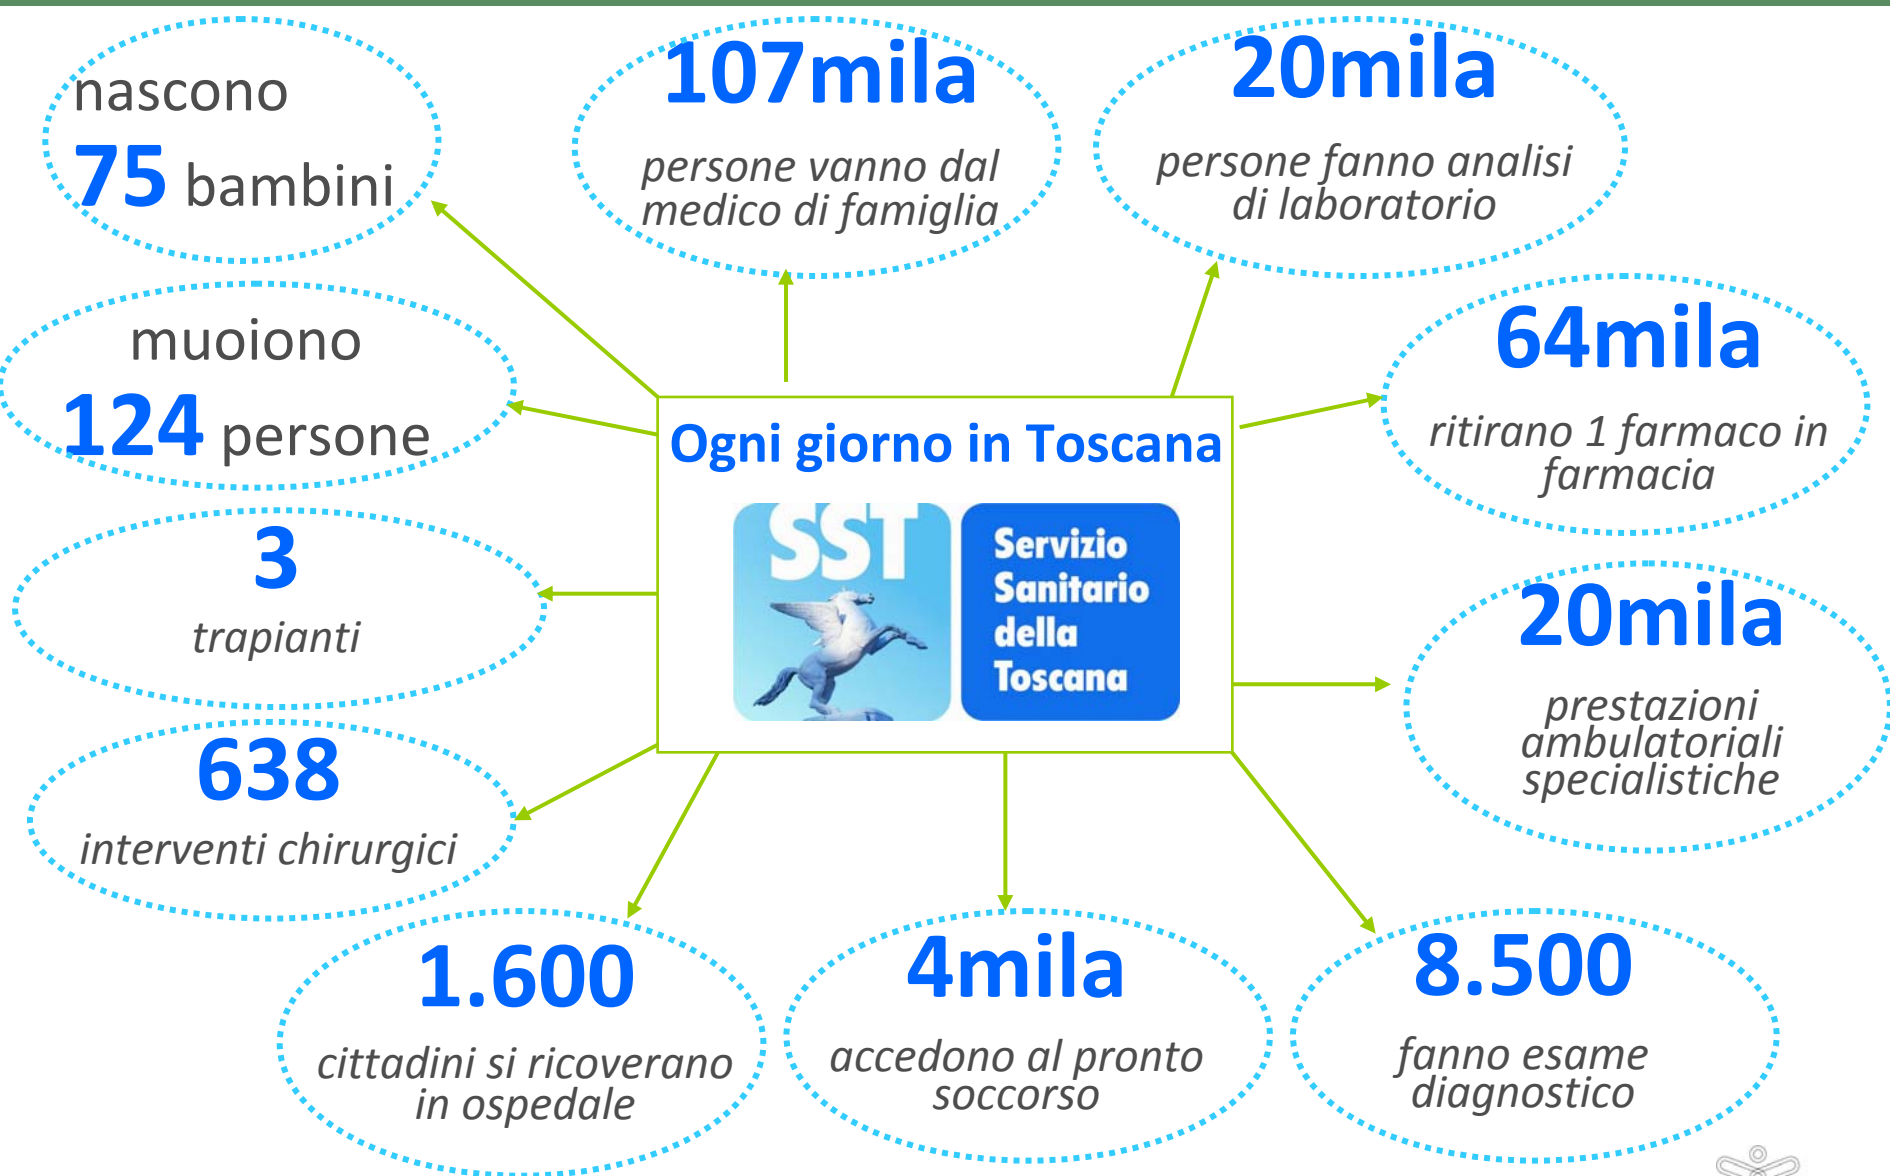 nascono
75 bambini
107mila
persone vanno dal
medico di famiglia
20mila
persone fanno analisi
di laboratorio
muoiono
124 persone
64mila
ritirano 1 farmaco in
farmacia
Ogni giorno in Toscana
SST
Servizio
Sanitario
della
Toscana
3
trapianti
20mila
prestazioni
ambulatoriali
specialistiche
638
interventi chirurgici
1.600
cittadini si ricoverano
in ospedale
4mila
accedono al pronto
soccorso
8.500
fanno esame
diagnostico